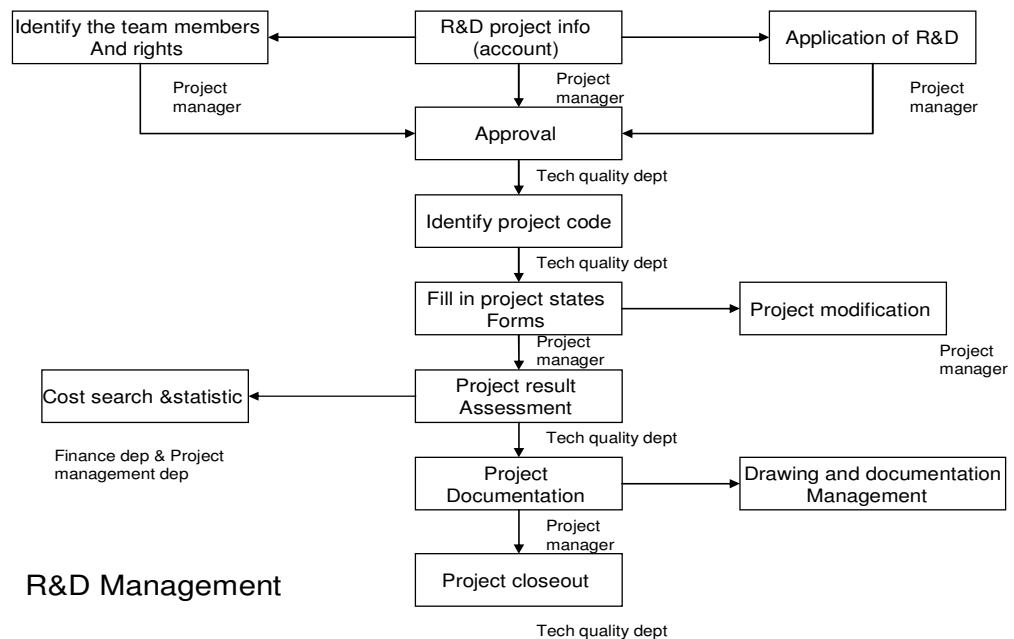 Identify the team members
And rights
R&D project info
(account)
Application of R&D
Project
manager
Project
manager
Project
manager
Approval
Tech quality dept
Identify project code
Tech quality dept
Fill in project states
Forms
Project modification
Project
manager
Project
manager
Cost search &statistic
Project result
Assessment
Finance dep & Project
management dep
Tech quality dept
Project
Documentation
Drawing and documentation
Management
Project
manager
R&D Management
Project closeout
Tech quality dept